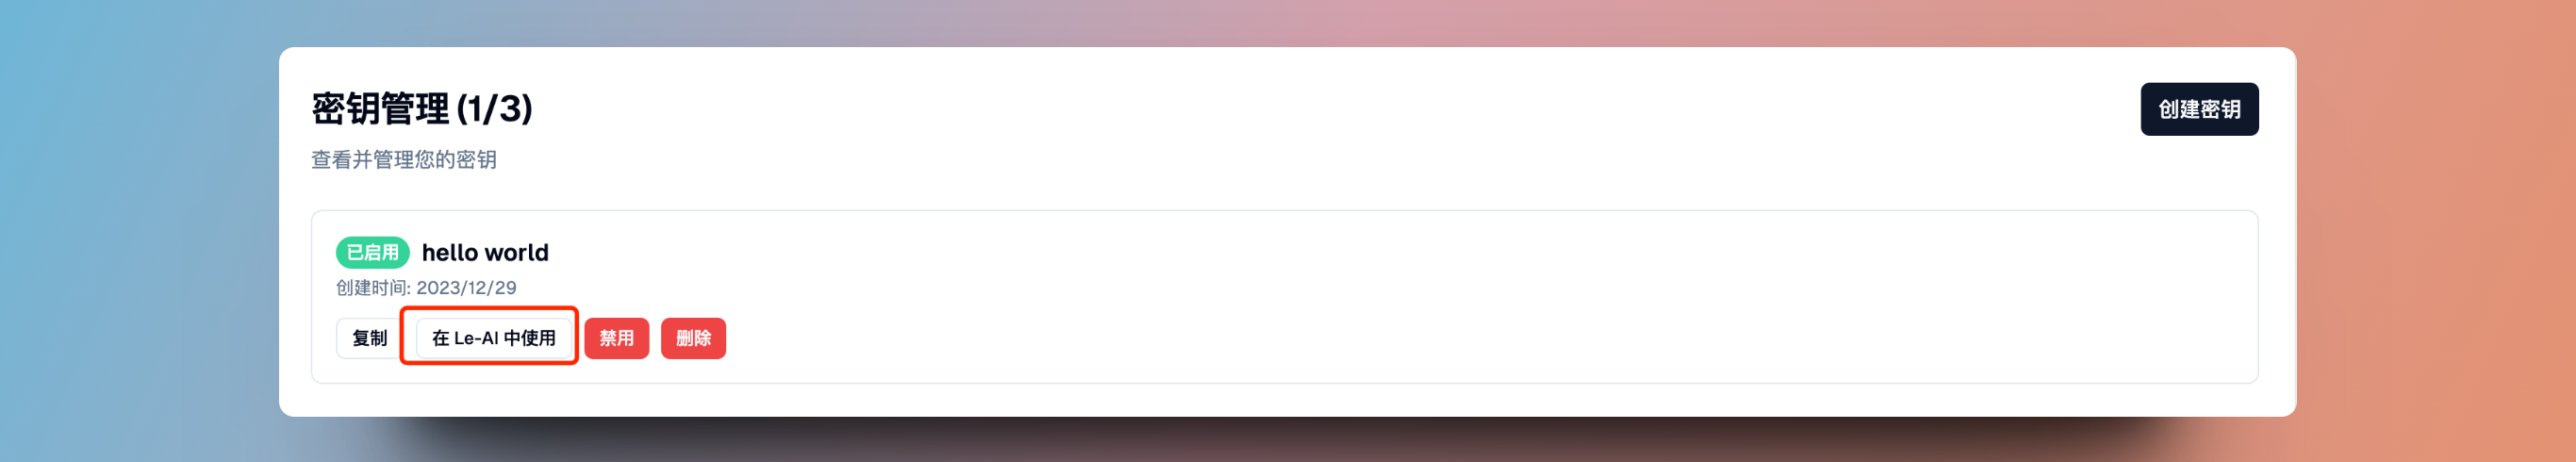 密钥管理 (1/3)
创建密钥
查看并管理您的密钥
已启用 hello world
创建时间: 2023/12/29
复制 在 Le-AI 中使用 禁用 删除